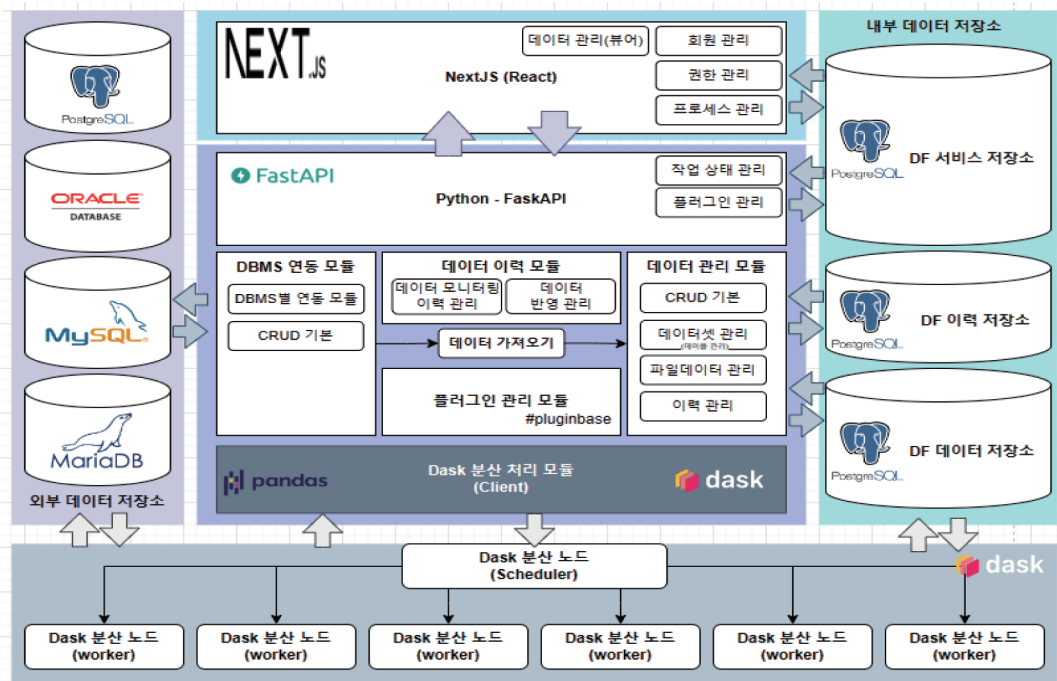 PostgreSQL
ORACLE
DATABASE
MySQL
MariaDB
외부 데이터 저장소
NEXT.JS
NextJS (React)
데이터 관리(뷰어)
회원 관리
권한 관리
프로세스 관리
FastAPI
Python - FaskAPI
작업 상태 관리
플러그인 관리
DBMS 연동 모듈
DBMS별 연동 모듈
CRUD 기본
데이터 이력 모듈
데이터 모니터링
이력 관리
데이터
반영 관리
데이터 가져오기
플러그인 관리 모듈
#pluginbase
데이터 관리 모듈
CRUD 기본
데이터셋 관리
(테이블 관리)
파일데이터 관리
이력 관리
pandas
Dask 분산 처리 모듈
(Client)
dask
내부 데이터 저장소
PostgreSQL
DF 서비스 저장소
PostgreSQL
DF 이력 저장소
PostgreSQL
DF 데이터 저장소
Dask 분산 노드
(Scheduler)
dask
Dask 분산 노드
(worker)
Dask 분산 노드
(worker)
Dask 분산 노드
(worker)
Dask 분산 노드
(worker)
Dask 분산 노드
(worker)
Dask 분산 노드
(worker)